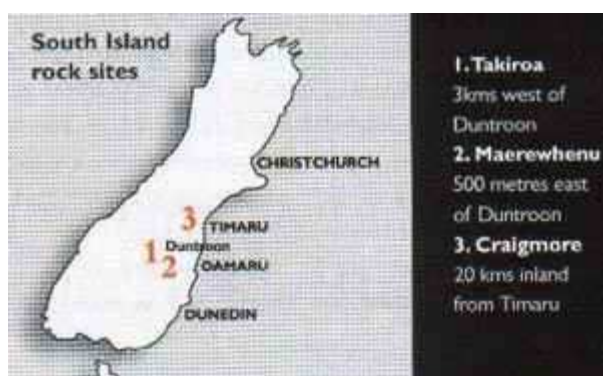 South Island
rock sites
CHRISTCHURCH
3
TIMARU
Duntroon
1
2
OAMARU
DUNEDIN
1. Takiroa
3kms west of
Duntroon
2. Maerewhenu
500 metres east
of Duntroon
3. Craigmore
20 kms inland
from Timaru